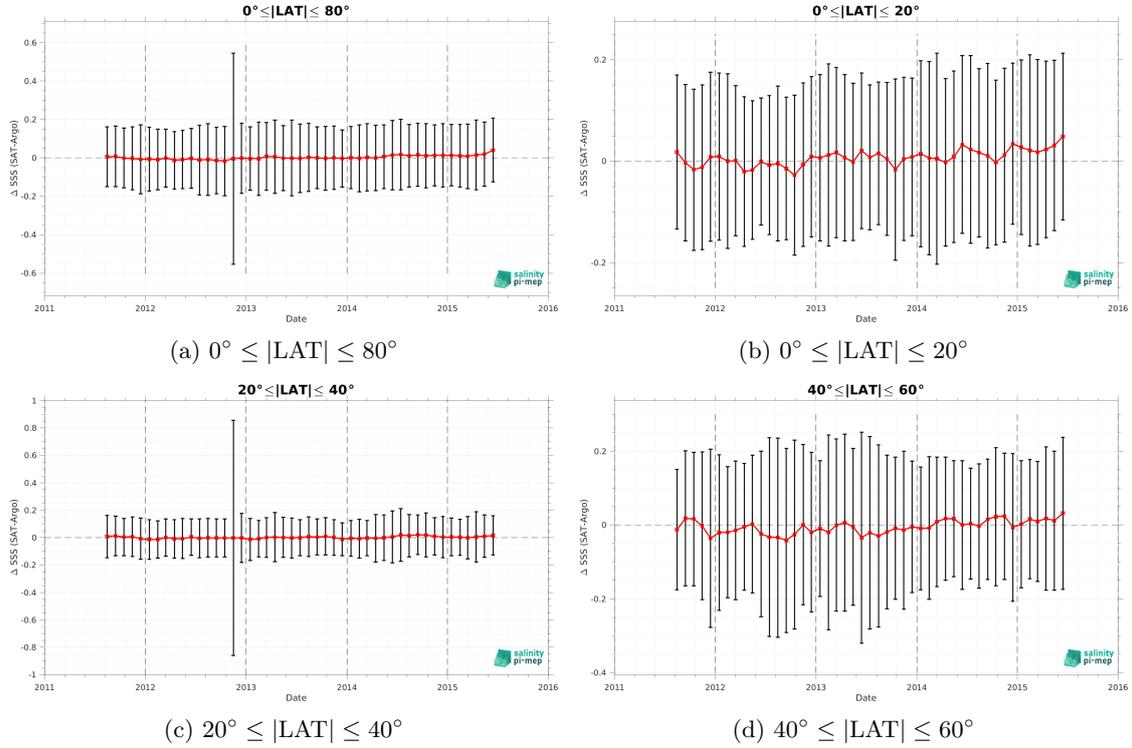 0°≤|LAT|≤ 80°
Δ SSS (SAT-Argo)
0.6
0.4
0.2
0
-0.2
-0.4
-0.6
2011 2012 2013 2014 2015 2016
Date
salinity
pi-mep
(a) 0° ≤ |LAT| ≤ 80°
0°≤|LAT|≤ 20°
Δ SSS (SAT-Argo)
0.2
0
-0.2
2011 2012 2013 2014 2015 2016
Date
salinity
pi-mep
(b) 0° ≤ |LAT| ≤ 20°
20°≤|LAT|≤ 40°
Δ SSS (SAT-Argo)
1
0.8
0.6
0.4
0.2
0
-0.2
-0.4
-0.6
-0.8
-1
2011 2012 2013 2014 2015 2016
Date
salinity
pi-mep
(c) 20° ≤ |LAT| ≤ 40°
40°≤|LAT|≤ 60°
Δ SSS (SAT-Argo)
0.2
0
-0.2
-0.4
2011 2012 2013 2014 2015 2016
Date
salinity
pi-mep
(d) 40° ≤ |LAT| ≤ 60°